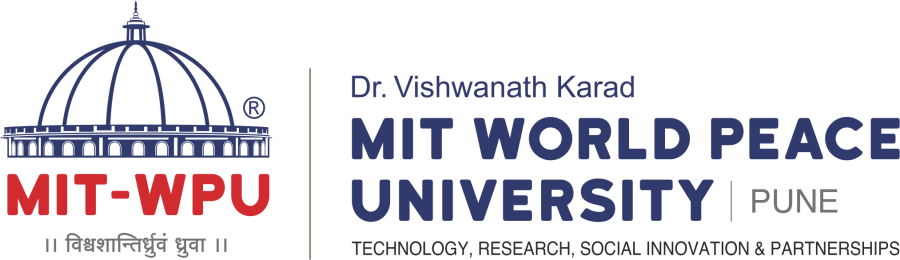 ®
MIT-WPU
।। विश्वशान्तिर्ध्रुवं ध्रुवा ।।
Dr. Vishwanath Karad
MIT WORLD PEACE
UNIVERSITY | PUNE
TECHNOLOGY, RESEARCH, SOCIAL INNOVATION & PARTNERSHIPS